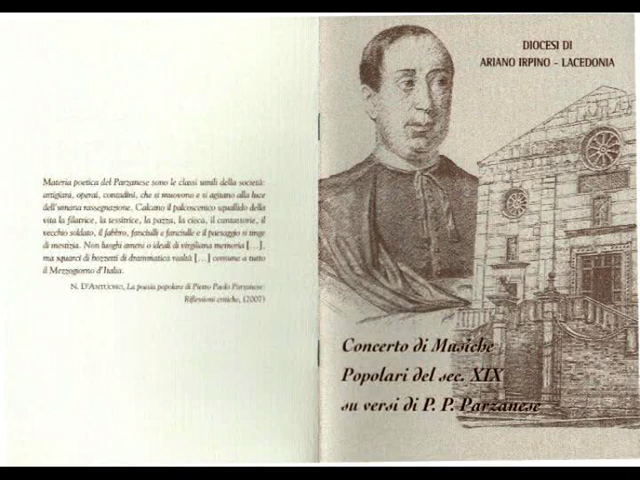 Materia poetica del Parzanese sono le classi umili della società:
artigiani, operai, contadini, che si muovono e si agitano alla luce
dell'umana rassegnazione. Calcano il palcoscenico squallido della
vita la filatrice, la tessitrice, la pazza, la cieca, il cantastorie, il
vecchio soldato, il fabbro, fanciulli e fanciulle e il paesaggio si tinge
di mestizia. Non luoghi ameni o ideali di virgiliana memoria [...],
ma squarci di bozzetti di drammatica realtà [...] comune a tutto
il Mezzogiorno d'Italia.
N. D'ANTUONO, La poesia popolare di Pietro Paolo Parzanese:
Riflessioni critiche, (2007)
DIOCESI DI
ARIANO IRPINO - LACEDONIA
Concerto di Musiche
Popolari del sec. XIX
su versi di P. P. Parzanese